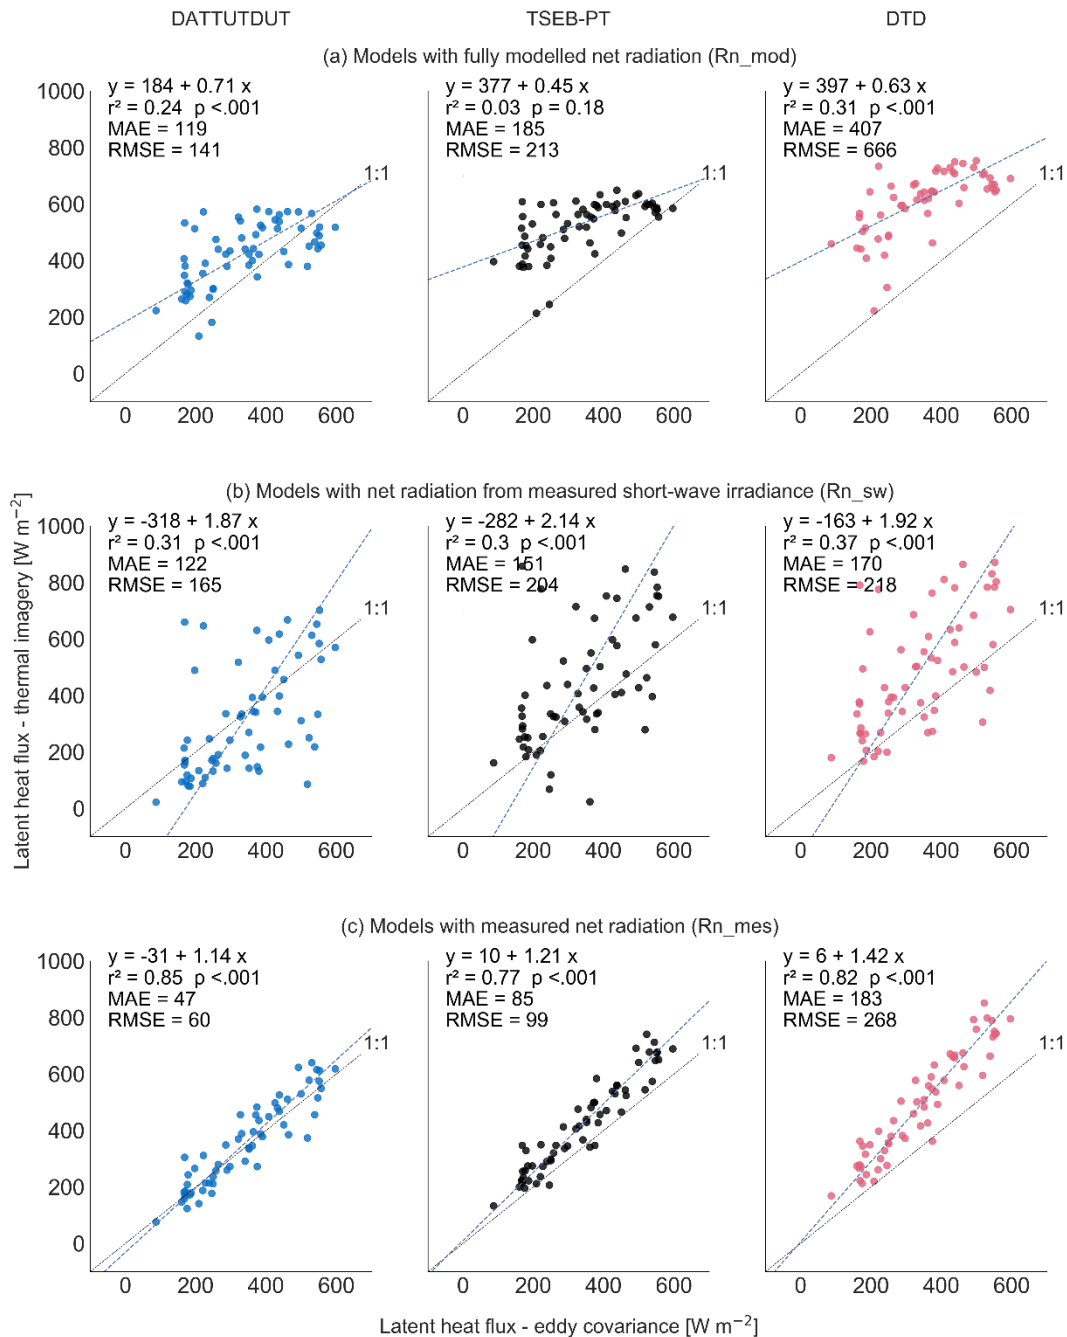 DATTUTDUT TSEB-PT DTD
(a) Models with fully modelled net radiation (Rn_mod)
y = 184 + 0.71 x
r² = 0.24 p <.001
MAE = 119
RMSE = 141
y = 377 + 0.45 x
r² = 0.03 p = 0.18
MAE = 185
RMSE = 213
y = 397 + 0.63 x
r² = 0.31 p <.001
MAE = 407
RMSE = 666
1:1
1:1
1:1
1000
800
600
400
200
0
0 200 400 600
0 200 400 600
0 200 400 600
Latent heat flux - thermal imagery [W m⁻²]
(b) Models with net radiation from measured short-wave irradiance (Rn_sw)
y = -318 + 1.87 x
r² = 0.31 p <.001
MAE = 122
RMSE = 165
y = -282 + 2.14 x
r² = 0.3 p <.001
MAE = 151
RMSE = 204
y = -163 + 1.92 x
r² = 0.37 p <.001
MAE = 170
RMSE = 218
1:1
1:1
1:1
1000
800
600
400
200
0
0 200 400 600
0 200 400 600
0 200 400 600
(c) Models with measured net radiation (Rn_mes)
y = -31 + 1.14 x
r² = 0.85 p <.001
MAE = 47
RMSE = 60
y = 10 + 1.21 x
r² = 0.77 p <.001
MAE = 85
RMSE = 99
y = 6 + 1.42 x
r² = 0.82 p <.001
MAE = 183
RMSE = 268
1:1
1:1
1:1
1000
800
600
400
200
0
0 200 400 600
0 200 400 600
0 200 400 600
Latent heat flux - eddy covariance [W m⁻²]